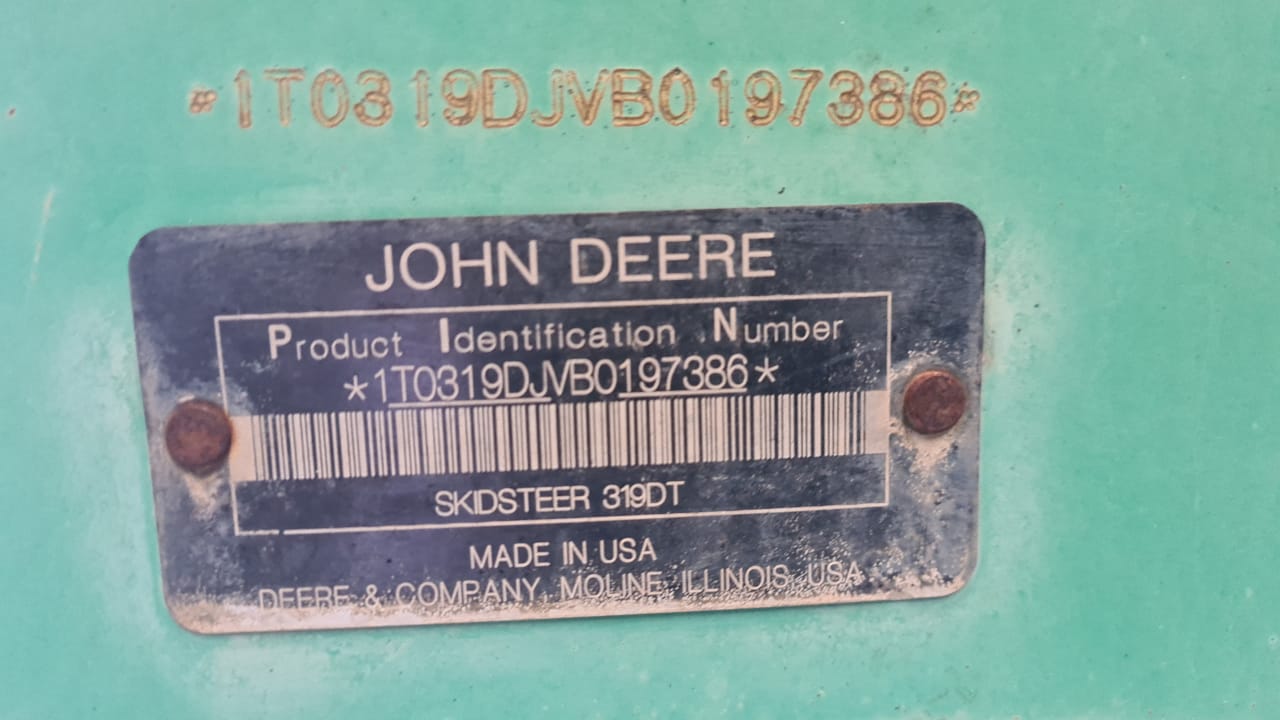 *1T0319DJVB0197386*
JOHN DEERE
Product Identification Number
*1T0319DJVB0197386*
SKIDSTEER 319DT
MADE IN USA
DEERE & COMPANY, MOLINE, ILLINOIS, USA